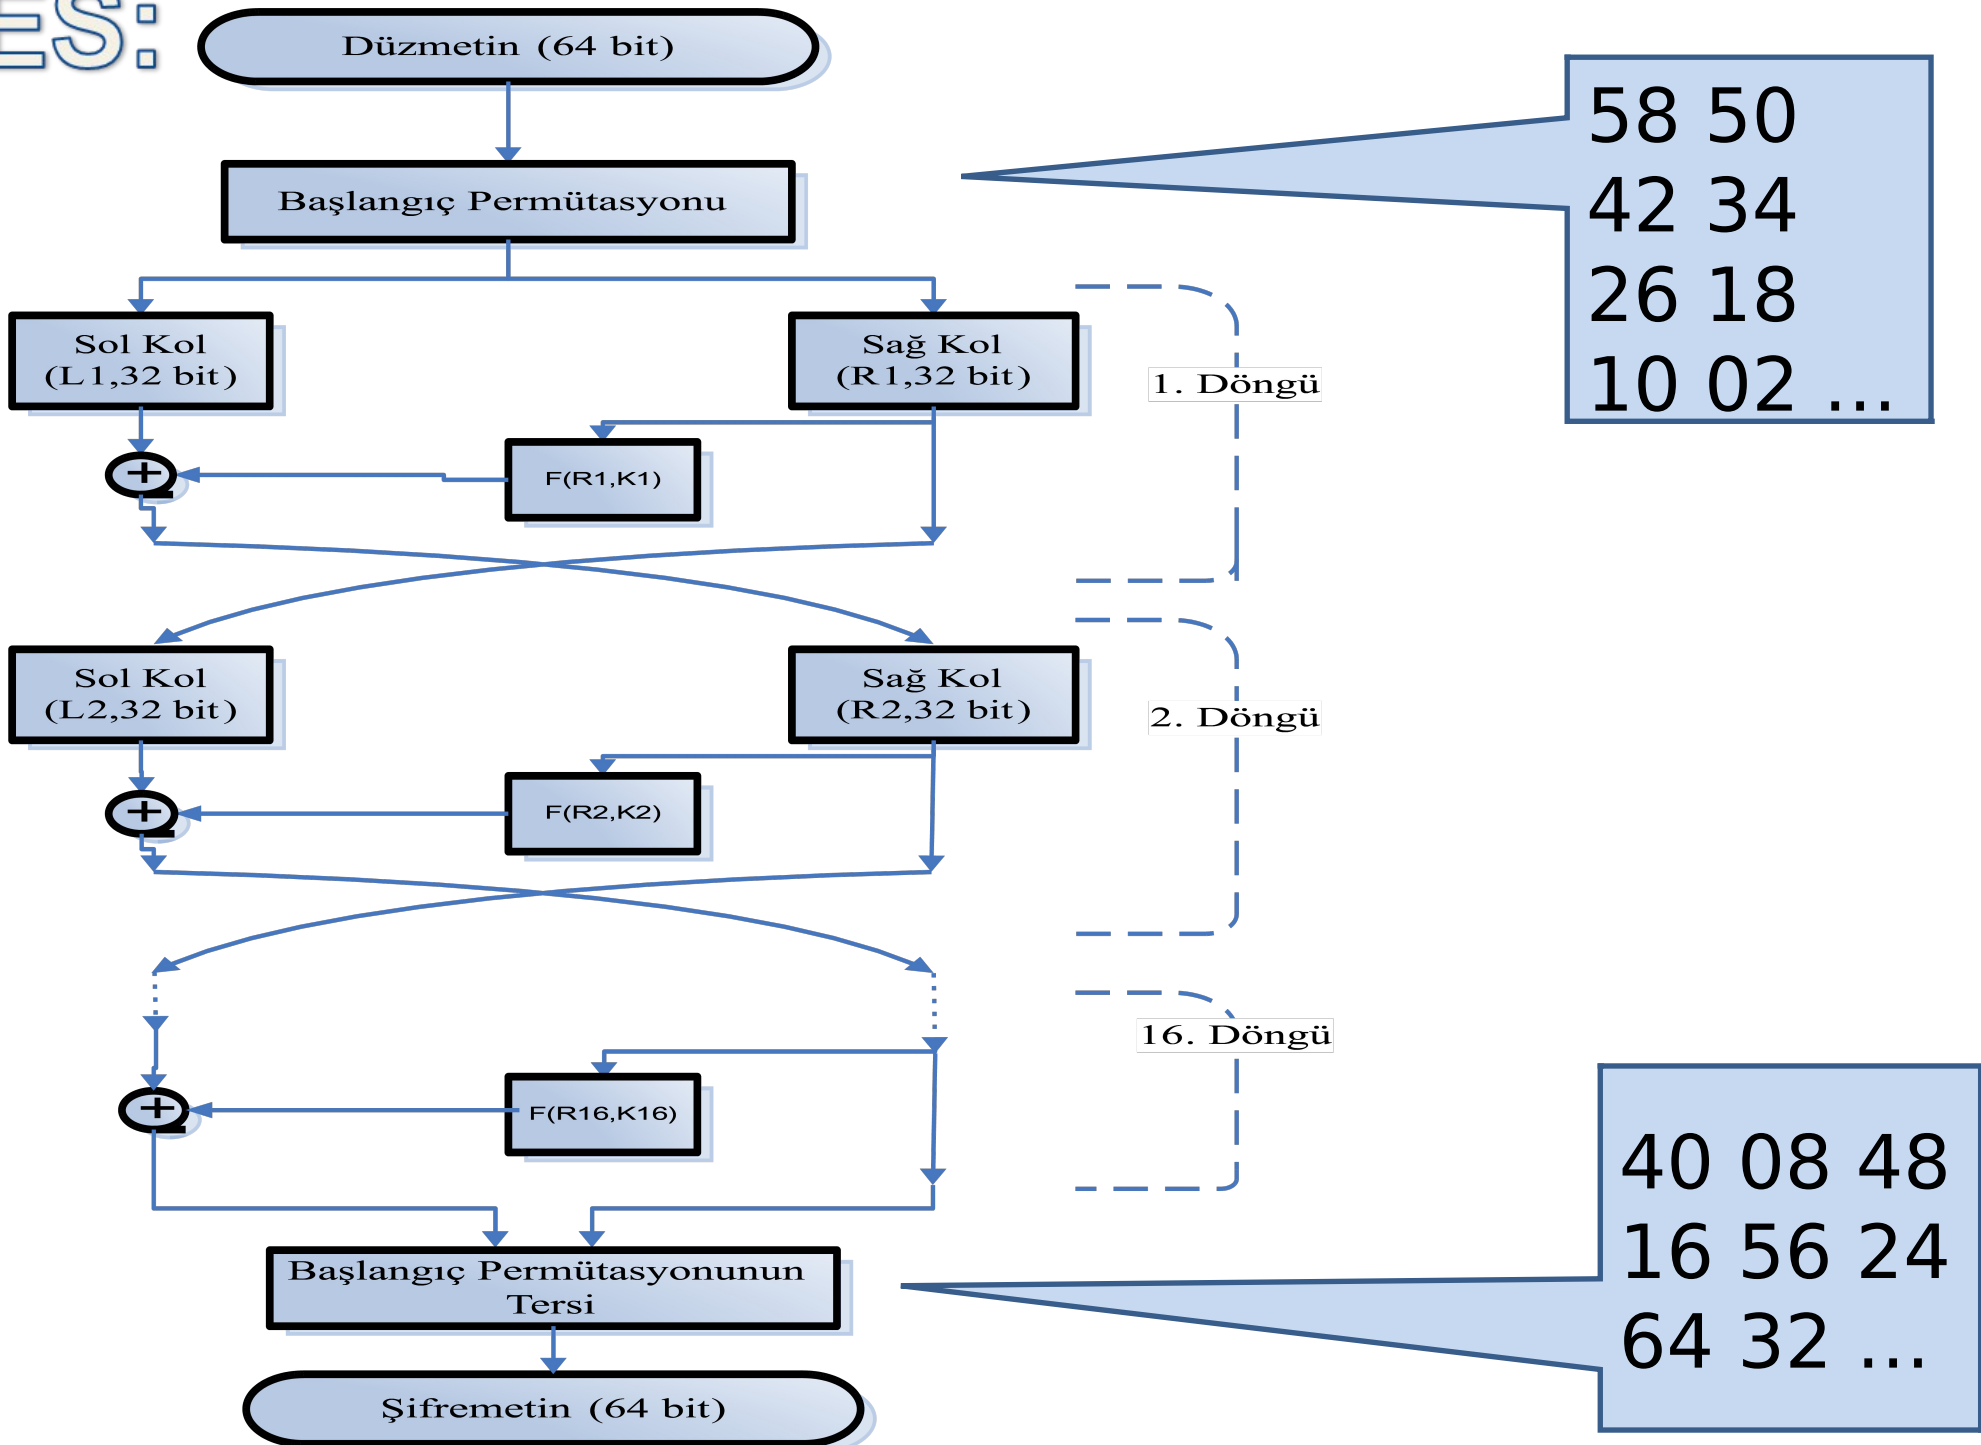 ES:
Düzmetin (64 bit)
58 50
42 34
26 18
10 02 ...
Başlangıç Permütasyonu
Sol Kol
(L1,32 bit)
Sağ Kol
(R1,32 bit)
1. Döngü
+
F(R1,K1)
Sol Kol
(L2,32 bit)
Sağ Kol
(R2,32 bit)
2. Döngü
+
F(R2,K2)
16. Döngü
+
F(R16,K16)
40 08 48
16 56 24
64 32 ...
Başlangıç Permütasyonunun
Tersi
Şifremetin (64 bit)